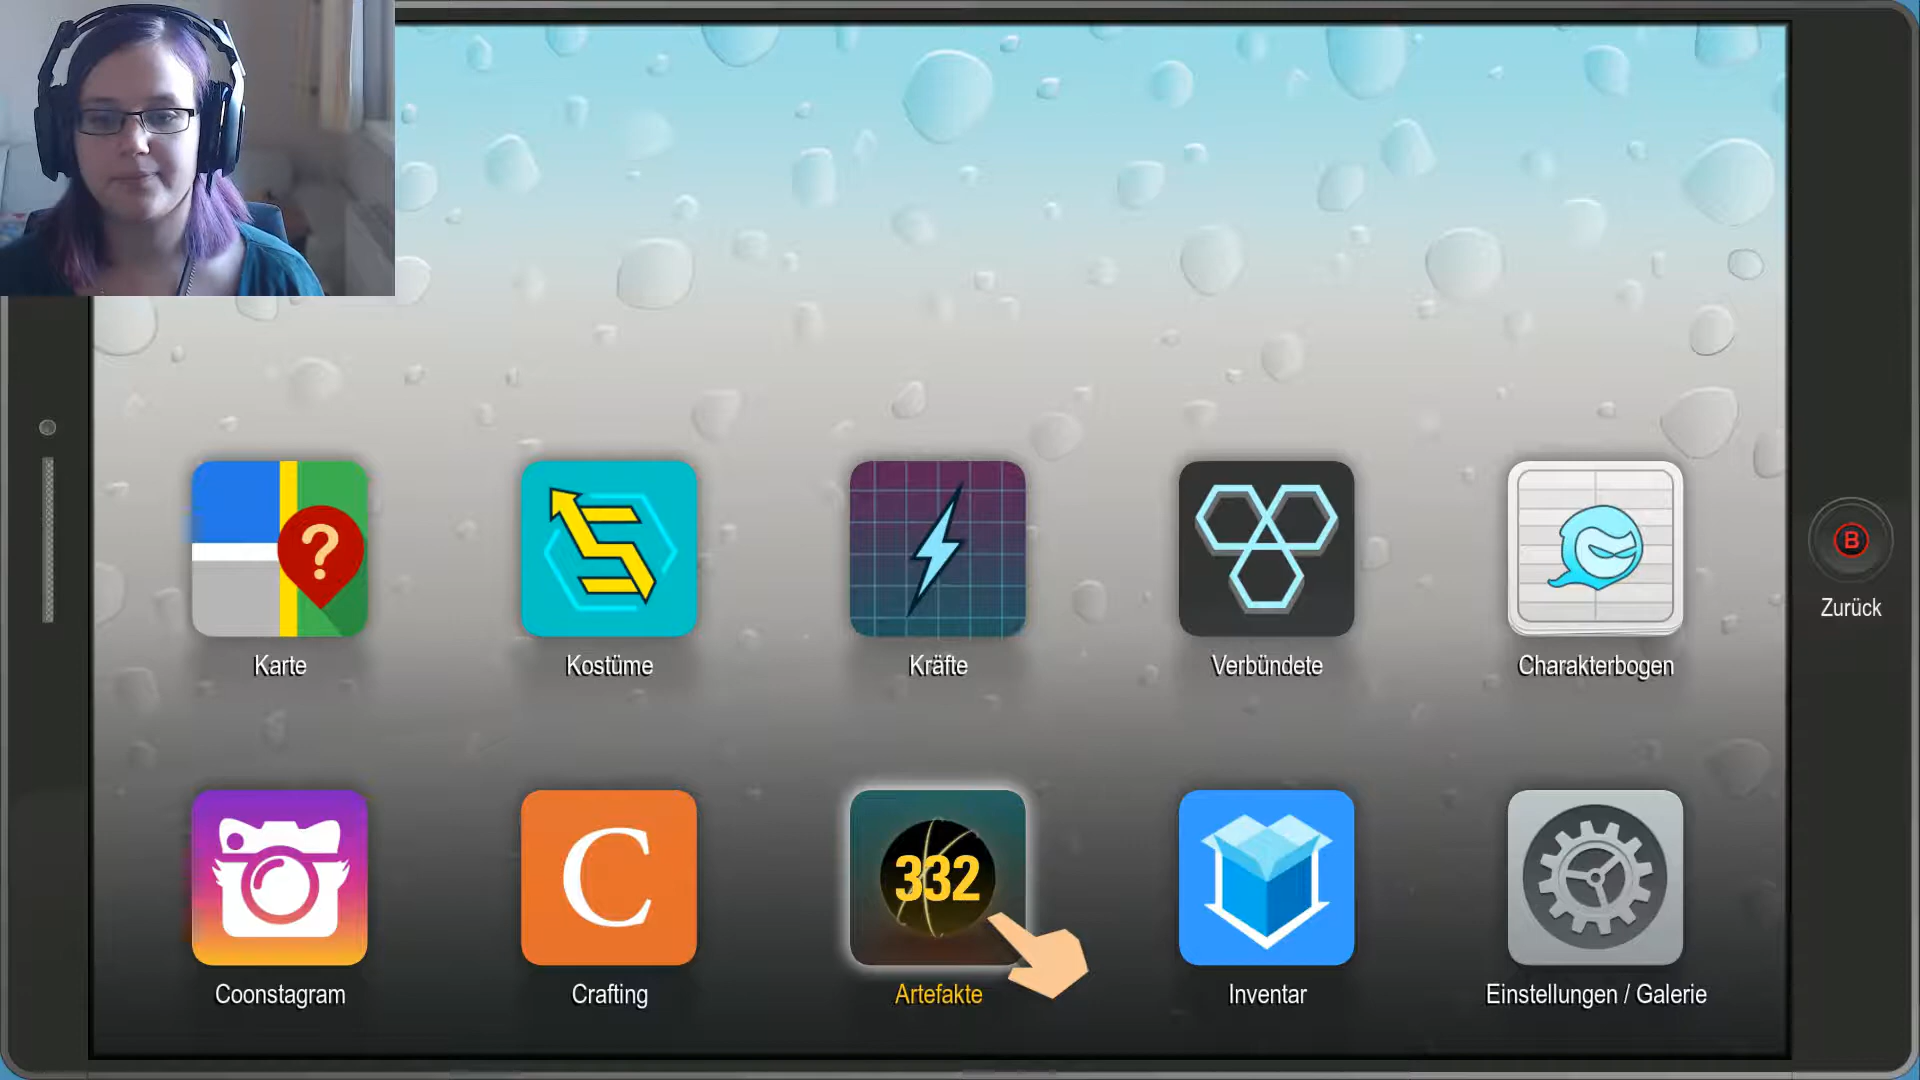 ?
Karte
Kostüme
Kräfte
Verbündete
Charakterbogen
B
Zurück
C
332
Coonstagram
Crafting
Artefakte
Inventar
Einstellungen / Galerie